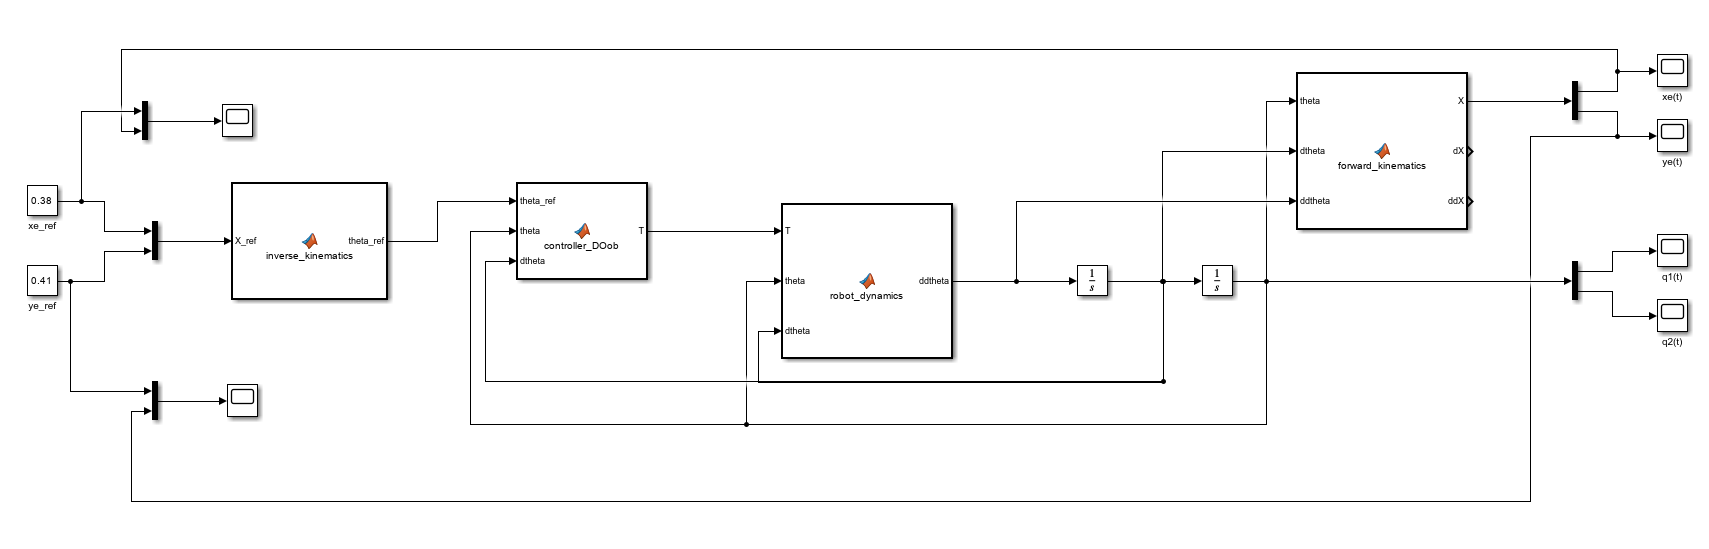 xe(t)
theta
X
ye(t)
dtheta
dX
forward_kinematics
ddtheta
ddX
0.38
xe_ref
X_ref
theta_ref
inverse_kinematics
0.41
ye_ref
theta_ref
theta
T
controller_DOob
dtheta
T
theta
ddtheta
robot_dynamics
dtheta
1
s
1
s
q1(t)
q2(t)